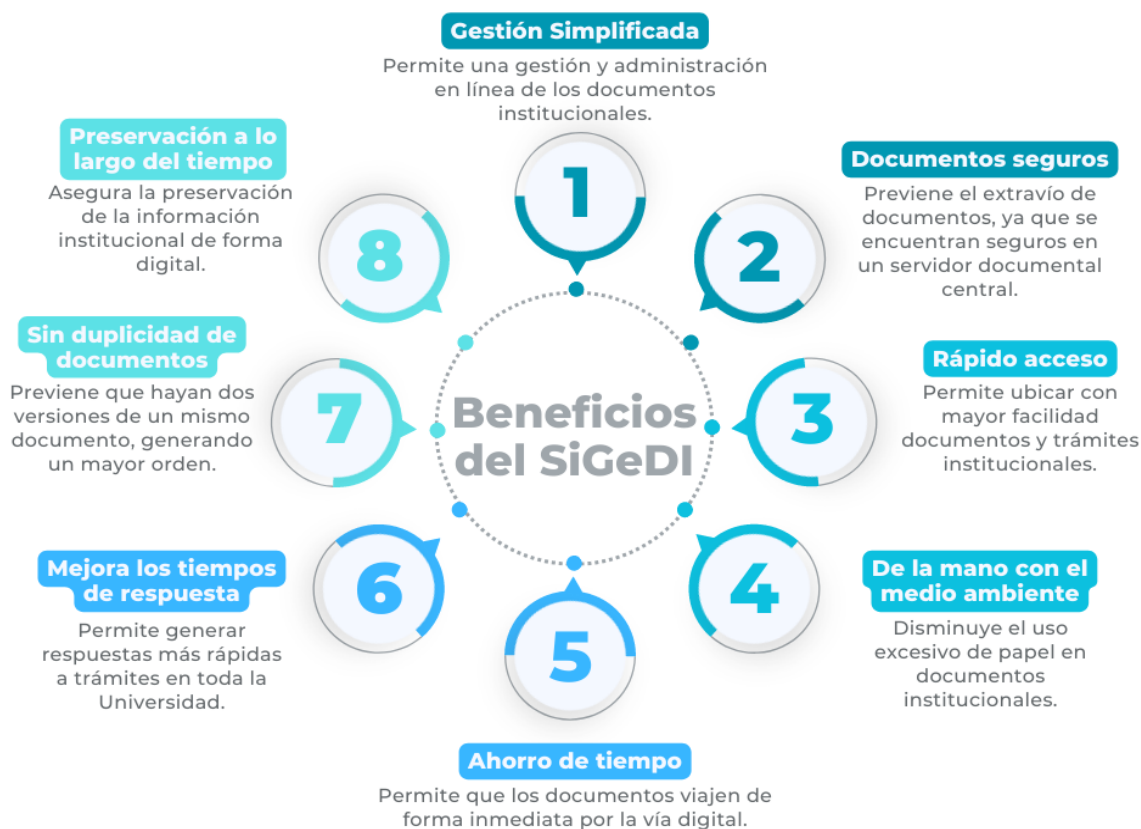 Gestión Simplificada
Permite una gestión y administración
en línea de los documentos
institucionales.
1
Documentos seguros
Previene el extravío de
documentos, ya que se
encuentran seguros en
un servidor documental
central.
2
Rápido acceso
Permite ubicar con
mayor facilidad
documentos y trámites
institucionales.
3
De la mano con el
medio ambiente
Disminuye el uso
excesivo de papel en
documentos
institucionales.
4
5
Ahorro de tiempo
Permite que los documentos viajen de
forma inmediata por la vía digital.
Mejora los tiempos
de respuesta
Permite generar
respuestas más rápidas
a trámites en toda la
Universidad.
6
Sin duplicidad de
documentos
Previene que hayan dos
versiones de un mismo
documento, generando
un mayor orden.
7
Preservación a lo
largo del tiempo
Asegura la preservación
de la información
institucional de forma
digital.
8
Beneficios
del SiGeDI